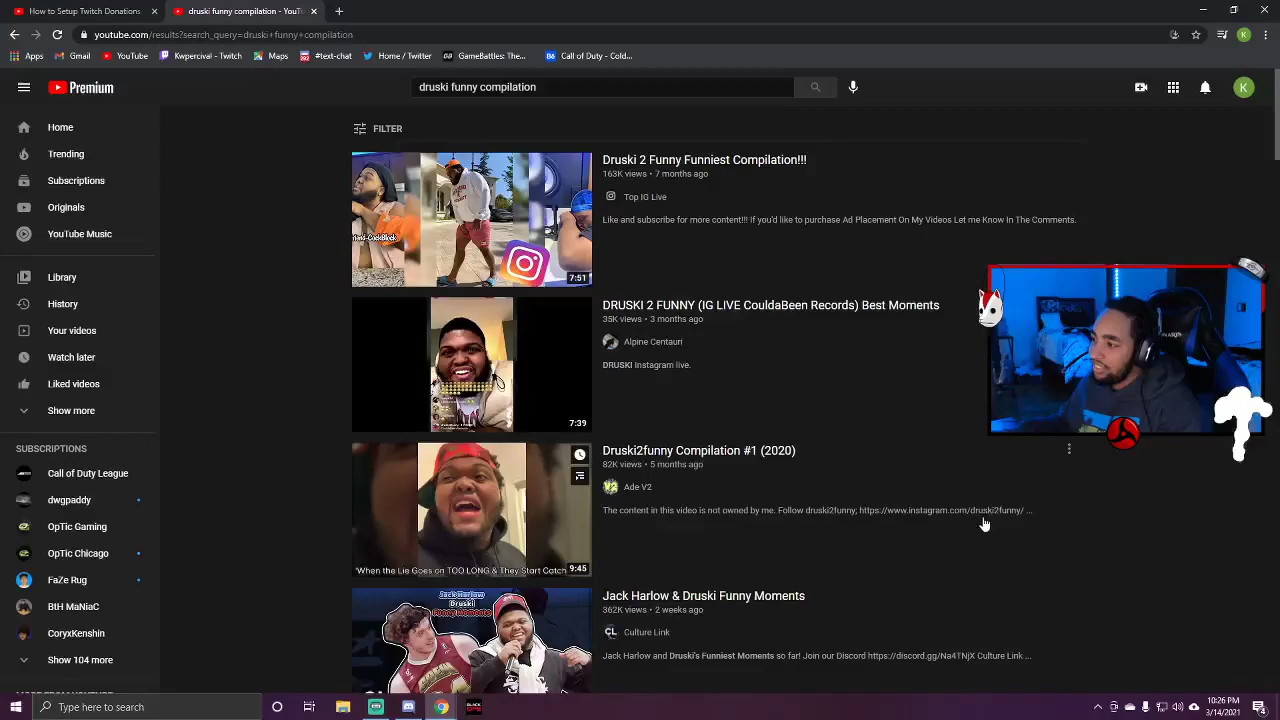 How to Setup Twitch Donations
druski funny compilation - YouTu
youtube.com/results?search_query=druski+funny+compilation
K
Apps
Gmail
YouTube
Kwpercival - Twitch
Maps
#text-chat
Home / Twitter
GameBattles: The...
Call of Duty - Cold...
Premium
druski funny compilation
K
Home
Trending
Subscriptions
Originals
YouTube Music
Library
History
Your videos
Watch later
Liked videos
Show more
SUBSCRIPTIONS
Call of Duty League
dwgpaddy
OpTic Gaming
OpTic Chicago
FaZe Rug
BtH MaNiaC
CoryxKenshin
Show 104 more
FILTER
7:51
Druski 2 Funny Funniest Compilation!!!
163K views • 7 months ago
Top IG Live
Like and subscribe for more content!!! If you'd like to purchase Ad Placement On My Videos Let me Know In The Comments.
7:39
DRUSKI 2 FUNNY (IG LIVE CouldaBeen Records) Best Moments
35K views • 3 months ago
Alpine Centauri
DRUSKI Instagram live.
'When the Lie Goes on TOO LONG & They Start Catch
9:45
Druski2funny Compilation #1 (2020)
82K views • 5 months ago
Ade V2
The content in this video is not owned by me. Follow druski2funny; https://www.instagram.com/druski2funny/ ...
Jack Harlow
Druski
Funny Moments
Jack Harlow & Druski Funny Moments
362K views • 2 weeks ago
Culture Link
Jack Harlow and Druski's Funniest Moments so far! Join our Discord https://discord.gg/Na4TNjX Culture Link ...
Type here to search
10:26 PM
3/14/2021